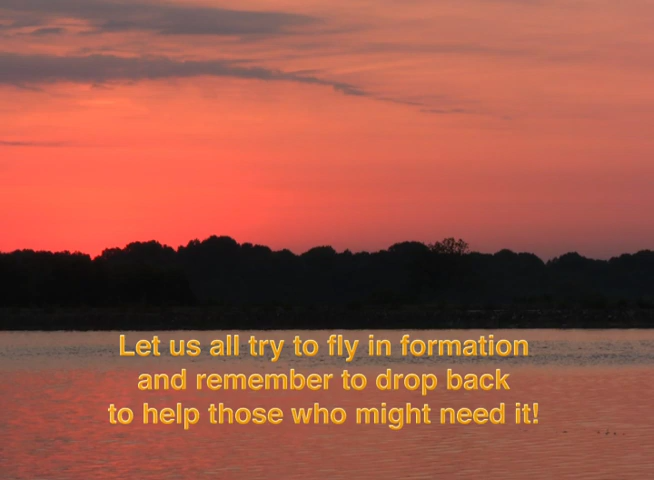 Let us all try to fly in formation
and remember to drop back
to help those who might need it!